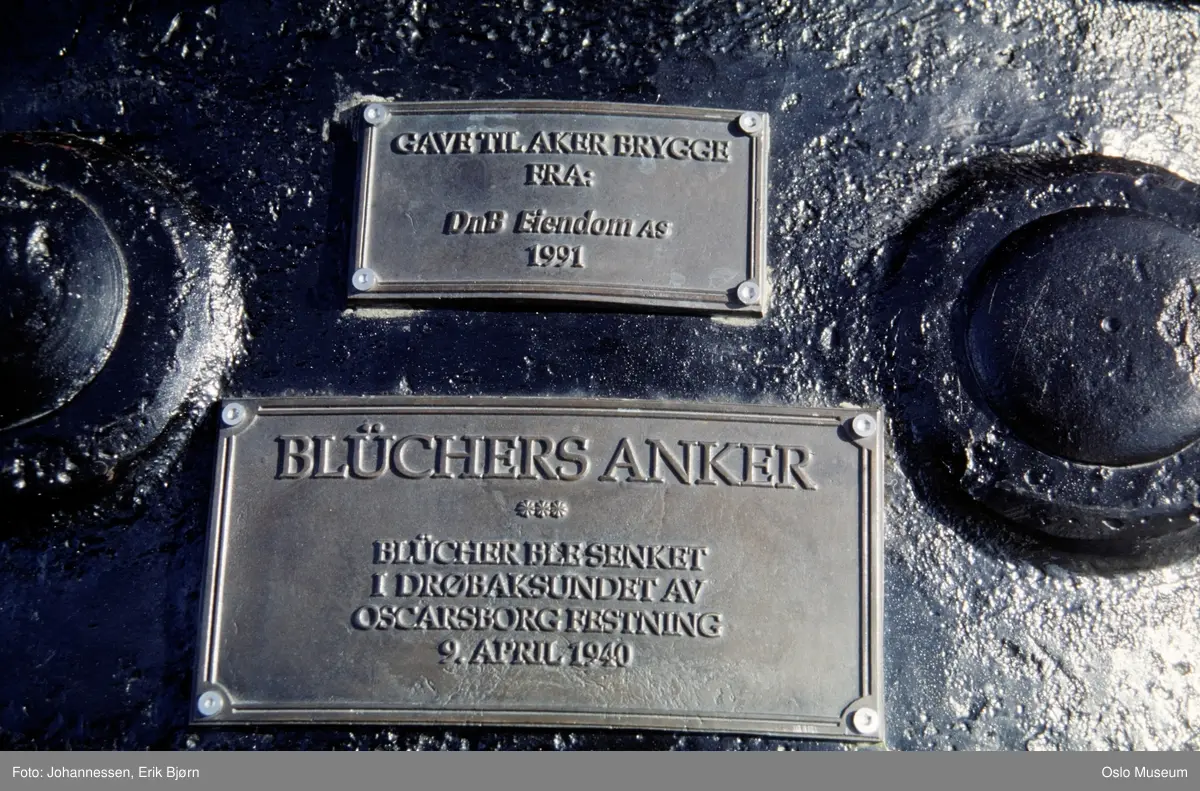 GAVE TIL AKER BRYGGE
FRA:
DnB Eiendom AS
1991
BLÜCHERS ANKER
***
BLÜCHER BLE SENKET
I DRØBAKSUNDET AV
OSCARSBORG FESTNING
9. APRIL 1940
Foto: Johannessen, Erik Bjørn
Oslo Museum